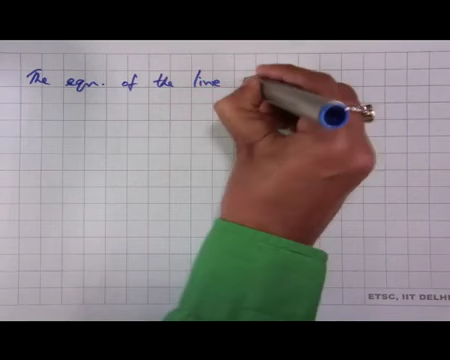 The eqn. of the line
ETSC, IIT DELHI